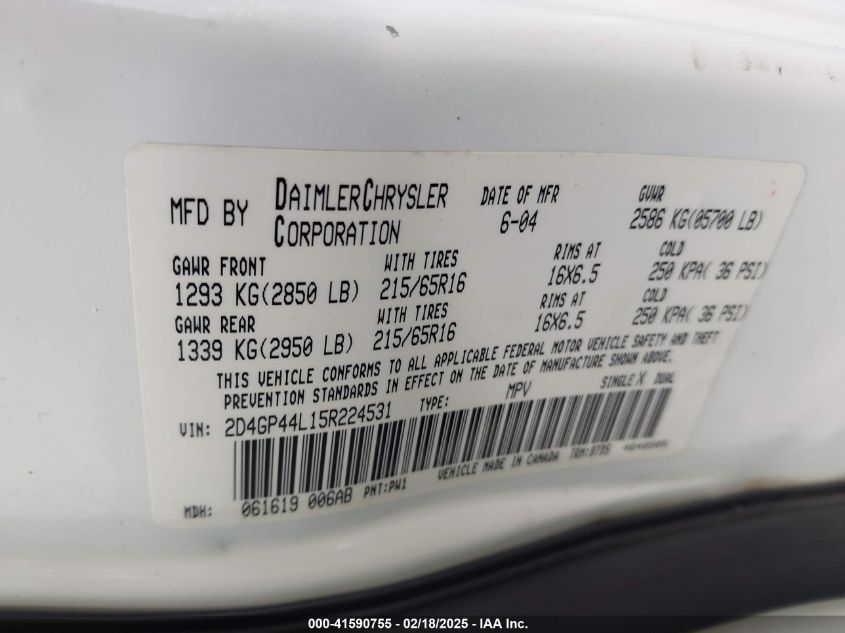 MFD BY DAIMLERCHRYSLER CORPORATION
DATE OF MFR
6-04
GVWR
2586 KG(05700 LB)
GAWR FRONT WITH TIRES RIMS AT COLD
1293 KG(2850 LB) 215/65R16 16X6.5 250 KPA( 36 PSI)
GAWR REAR WITH TIRES RIMS AT COLD
1339 KG(2950 LB) 215/65R16 16X6.5 250 KPA( 36 PSI)
THIS VEHICLE CONFORMS TO ALL APPLICABLE FEDERAL MOTOR VEHICLE SAFETY AND THEFT
PREVENTION STANDARDS IN EFFECT ON THE DATE OF MANUFACTURE SHOWN ABOVE.
VIN: 2D4GP44L15R224531 TYPE: MPV SINGLE X DUAL
VEHICLE MADE IN CANADA
MDH: 061619 006AB PNT:PW1
000-41590755 - 02/18/2025 - IAA Inc.